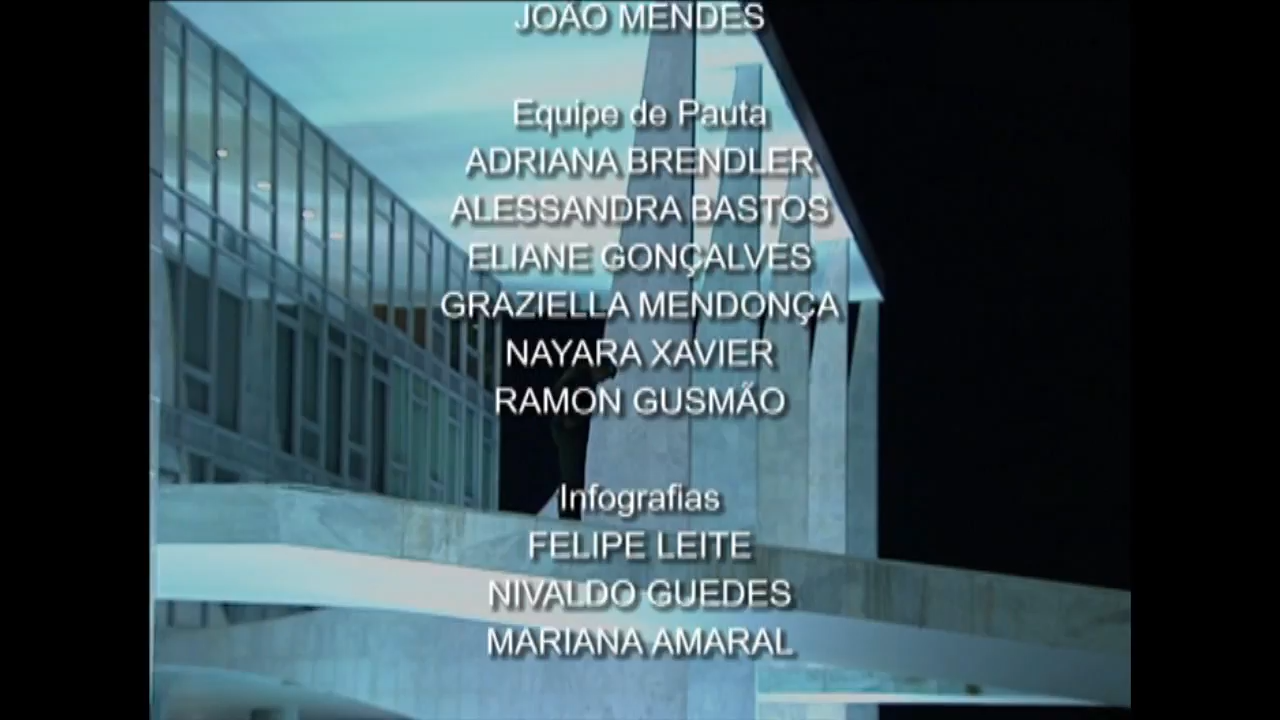 JOÃO MENDES
Equipe de Pauta
ADRIANA BRENDLER
ALESSANDRA BASTOS
ELIANE GONÇALVES
GRAZIELLA MENDONÇA
NAYARA XAVIER
RAMON GUSMÃO
Infografias
FELIPE LEITE
NIVALDO GUEDES
MARIANA AMARAL